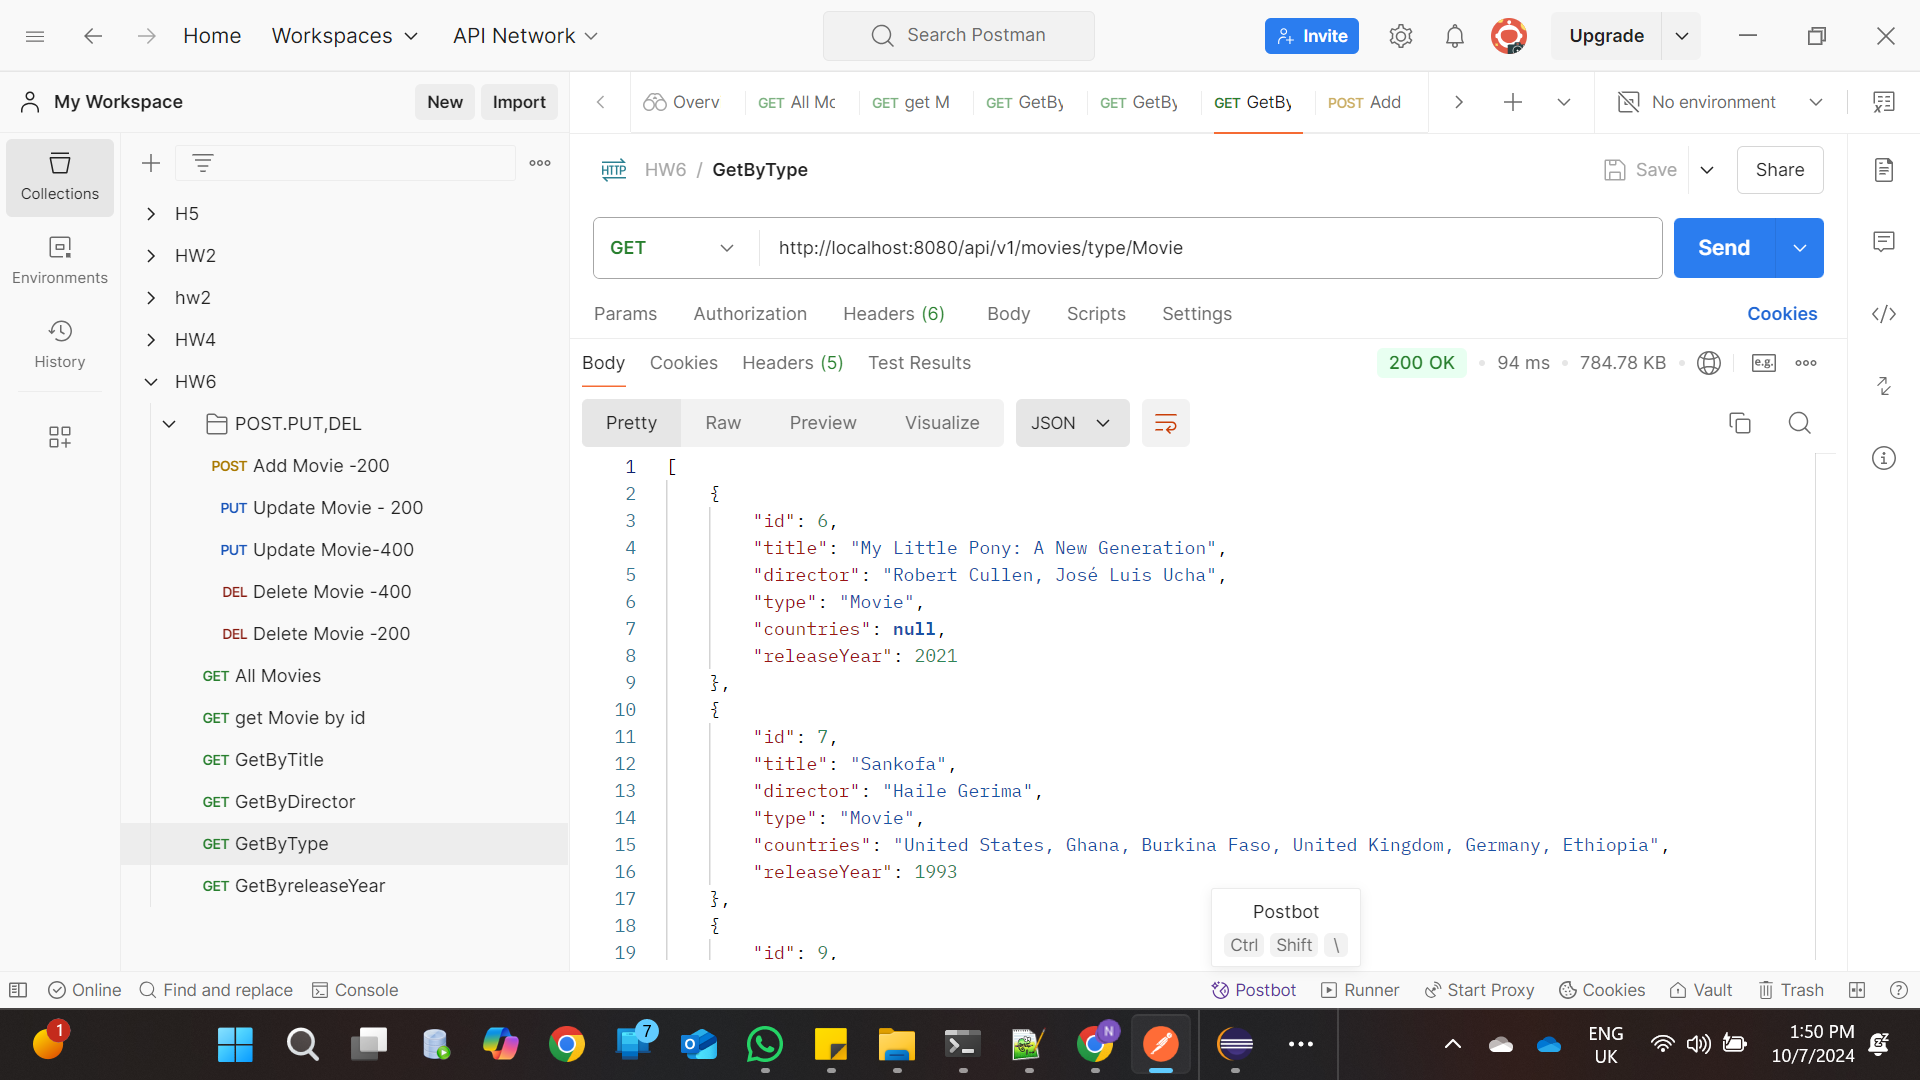 Home Workspaces API Network Search Postman Invite Upgrade
My Workspace New Import Overv GET All Mc GET get M GET GetBy GET GetBy GET GetBy POST Add No environment
Collections
Environments
History
H5
HW2
hw2
HW4
HW6
POST.PUT,DEL
POST Add Movie -200
PUT Update Movie - 200
PUT Update Movie-400
DEL Delete Movie -400
DEL Delete Movie -200
GET All Movies
GET get Movie by id
GET GetByTitle
GET GetByDirector
GET GetByType
GET GetByreleaseYear
HTTP HW6 / GetByType Save Share
GET http://localhost:8080/api/v1/movies/type/Movie Send
Params Authorization Headers (6) Body Scripts Settings Cookies
Body Cookies Headers (5) Test Results 200 OK 94 ms 784.78 KB e.g.
Pretty Raw Preview Visualize JSON
1 [
2 {
3 "id": 6,
4 "title": "My Little Pony: A New Generation",
5 "director": "Robert Cullen, José Luis Ucha",
6 "type": "Movie",
7 "countries": null,
8 "releaseYear": 2021
9 },
10 {
11 "id": 7,
12 "title": "Sankofa",
13 "director": "Haile Gerima",
14 "type": "Movie",
15 "countries": "United States, Ghana, Burkina Faso, United Kingdom, Germany, Ethiopia",
16 "releaseYear": 1993
17 },
18 {
19 "id": 9,
Postbot
Ctrl Shift \
Online Find and replace Console Postbot Runner Start Proxy Cookies Vault Trash
1 7 N ENG 1:50 PM
UK 10/7/2024